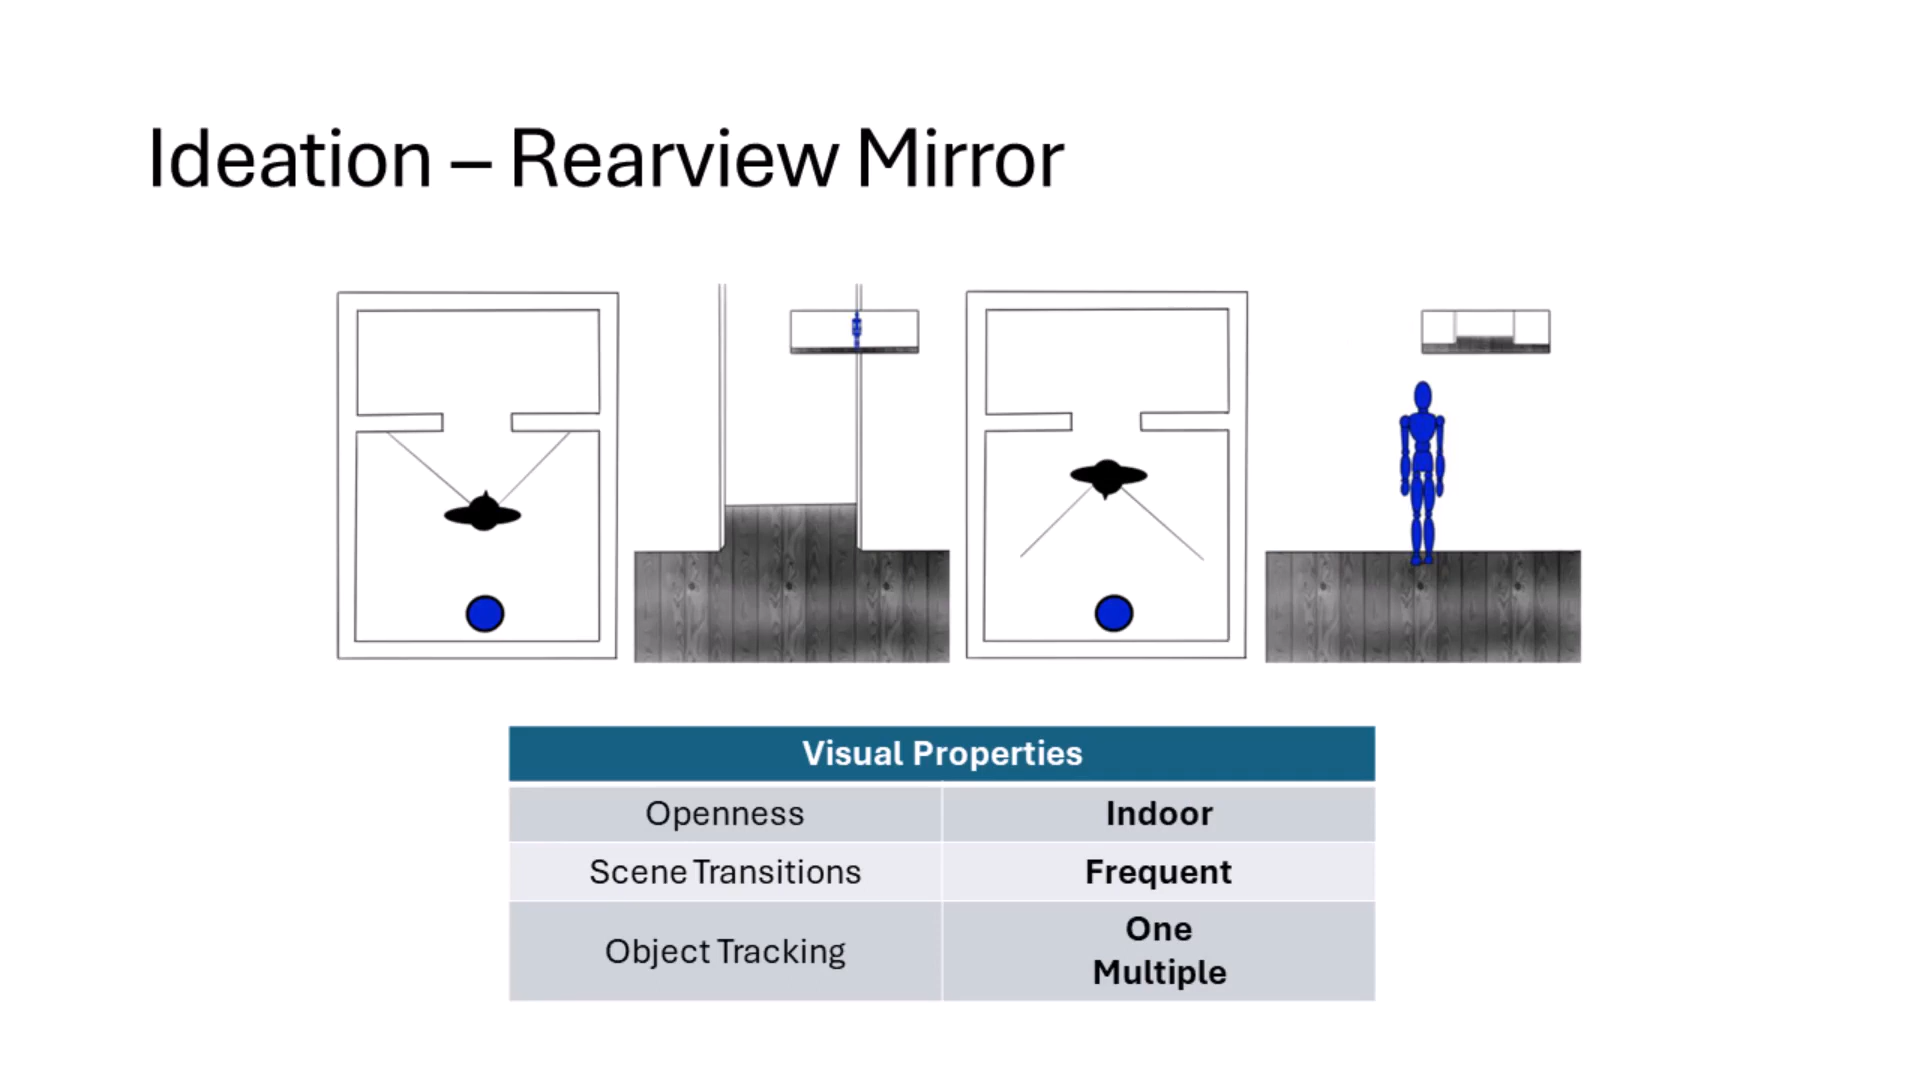 Ideation – Rearview Mirror
Visual Properties
Openness
Indoor
Scene Transitions
Frequent
Object Tracking
One
Multiple